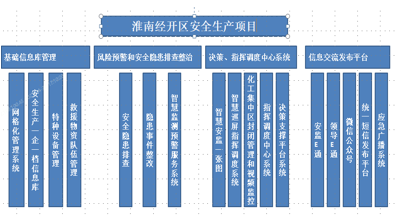 淮南经开区安全生产项目
基础信息库管理
风险预警和安全隐患排查整治
决策、指挥调度中心系统
信息交流发布平台
网格化管理系统
安全生产一企一档信息库
特种设备管理
救援物资队伍管理
安全隐患排查
隐患事件整改
智慧监测预警服务系统
智慧安监一张图
智慧巡屏指挥调度系统
化工集中区封闭管理和视频监控
指挥调度中心系统
决策支撑平台系统
安监E通
领导E通
微信公众号
统一短信发布平台
应急广播系统